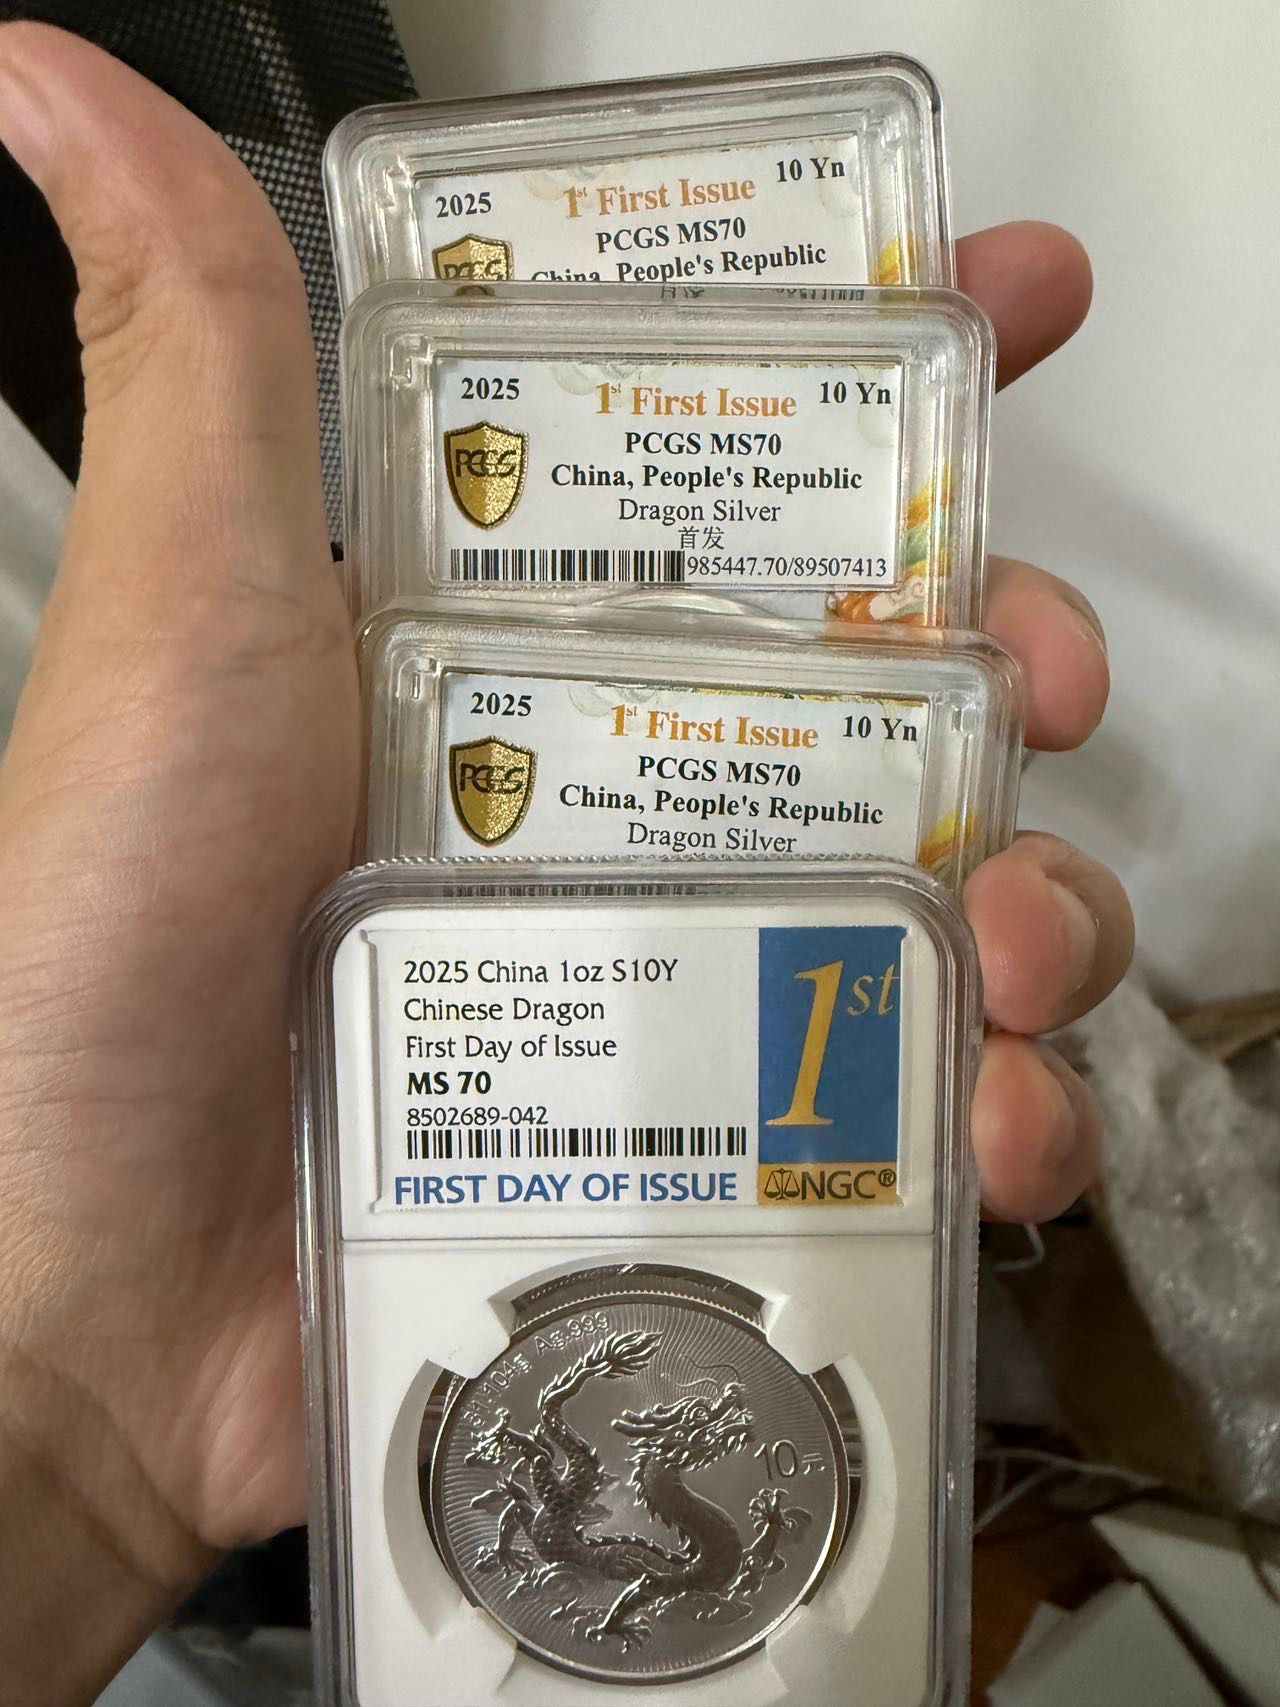 2025 1st First Issue 10 Yn
PCGS MS70
PCGS China, People's Republic
2025 1st First Issue 10 Yn
PCGS PCGS MS70
China, People's Republic
Dragon Silver
首发
985447.70/89507413
2025 1st First Issue 10 Yn
PCGS PCGS MS70
China, People's Republic
Dragon Silver
2025 China 1oz S10Y
Chinese Dragon
First Day of Issue
MS 70
8502689-042
FIRST DAY OF ISSUE
1st
NGC®
31.104g Ag.999
10元